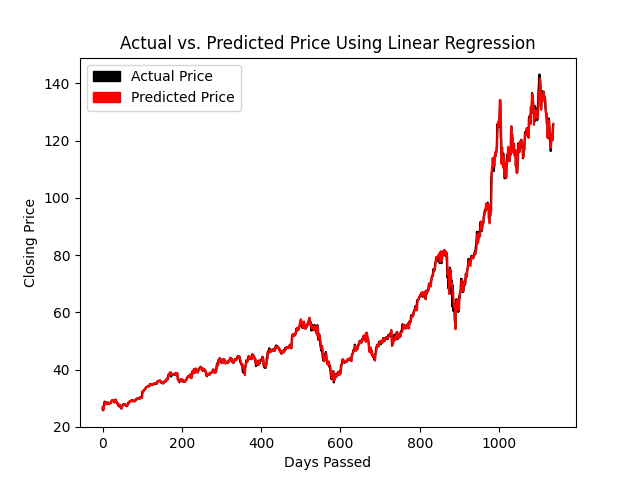 Actual vs. Predicted Price Using Linear Regression
Actual Price
Predicted Price
Closing Price
140
120
100
80
60
40
20
0 200 400 600 800 1000
Days Passed